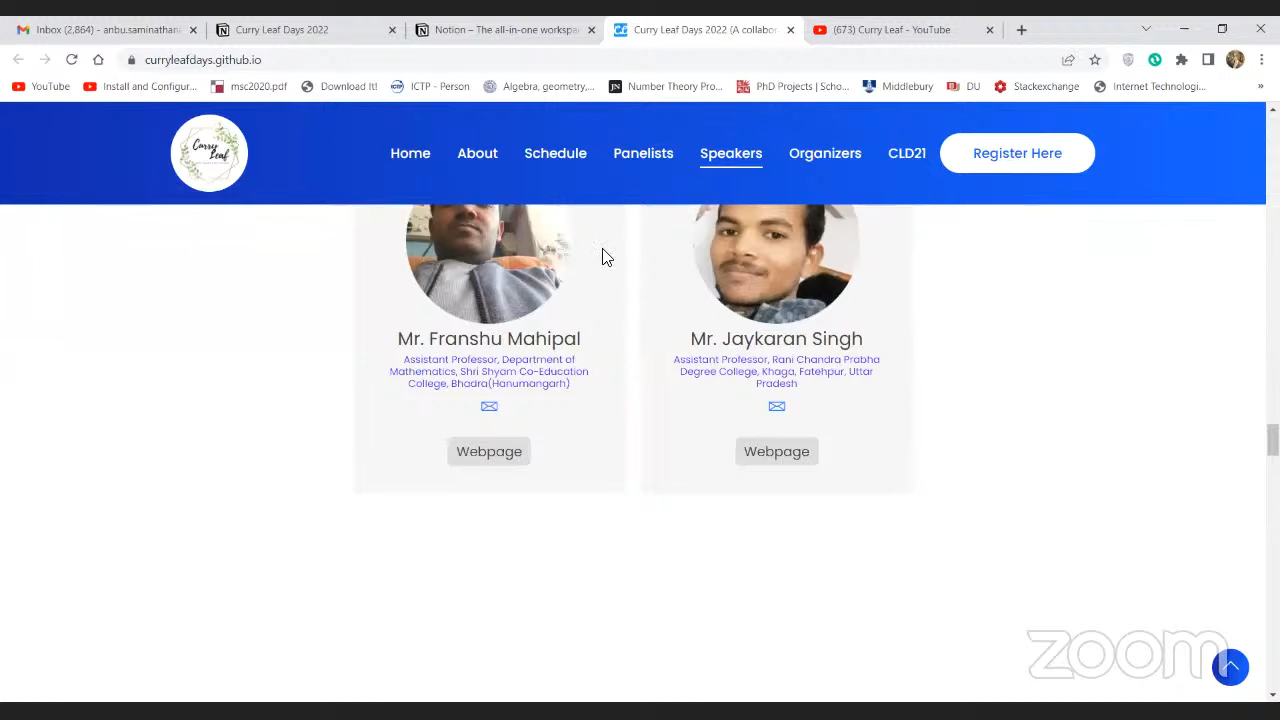 Inbox (2,864) - anbu.saminathan
Curry Leaf Days 2022
Notion – The all-in-one workspa
Curry Leaf Days 2022 (A collabor
(673) Curry Leaf - YouTube
curryleafdays.github.io
YouTube
Install and Configur...
msc2020.pdf
Download It!
ICTP - Person
Algebra, geometry,...
Number Theory Pro...
PhD Projects | Scho...
Middlebury
DU
Stackexchange
Internet Technologi...
»
Curry
Leaf
Home
About
Schedule
Panelists
Speakers
Organizers
CLD21
Register Here
Mr. Franshu Mahipal
Assistant Professor, Department of
Mathematics, Shri Shyam Co-Education
College, Bhadra(Hanumangarh)
Webpage
Mr. Jaykaran Singh
Assistant Professor, Rani Chandra Prabha
Degree College, Khaga, Fatehpur, Uttar
Pradesh
Webpage
zoom